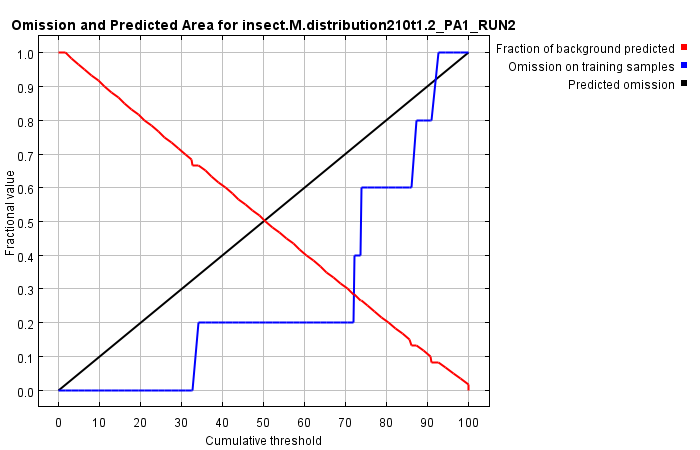 Omission and Predicted Area for insect.M.distribution210t1.2_PA1_RUN2
Fraction of background predicted
Omission on training samples
Predicted omission
Fractional value
1.0
0.9
0.8
0.7
0.6
0.5
0.4
0.3
0.2
0.1
0.0
0 10 20 30 40 50 60 70 80 90 100
Cumulative threshold